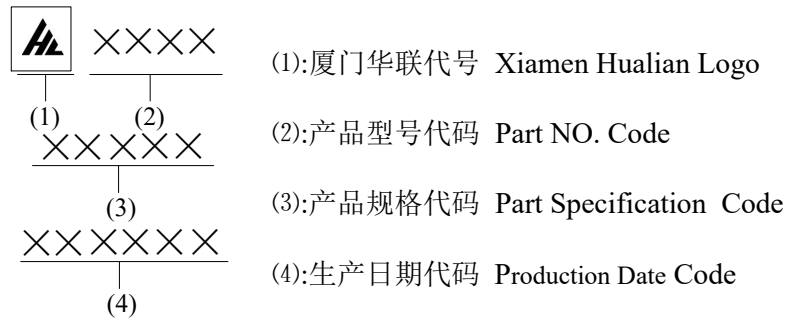 HL ××××
⑴:厦门华联代号 Xiamen Hualian Logo
(1) (2)
×××××
⑵:产品型号代码 Part NO. Code
(3)
⑶:产品规格代码 Part Specification Code
××××××
⑷:生产日期代码 Production Date Code
(4)